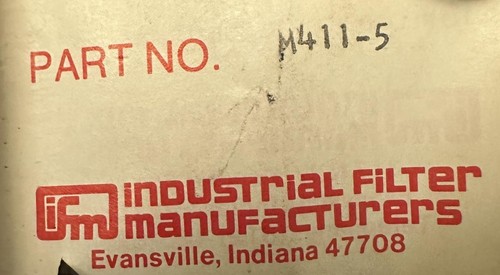 PART NO. M411-5
ifm INDUSTRIAL FILTER
MANUFACTURERS
Evansville, Indiana 47708